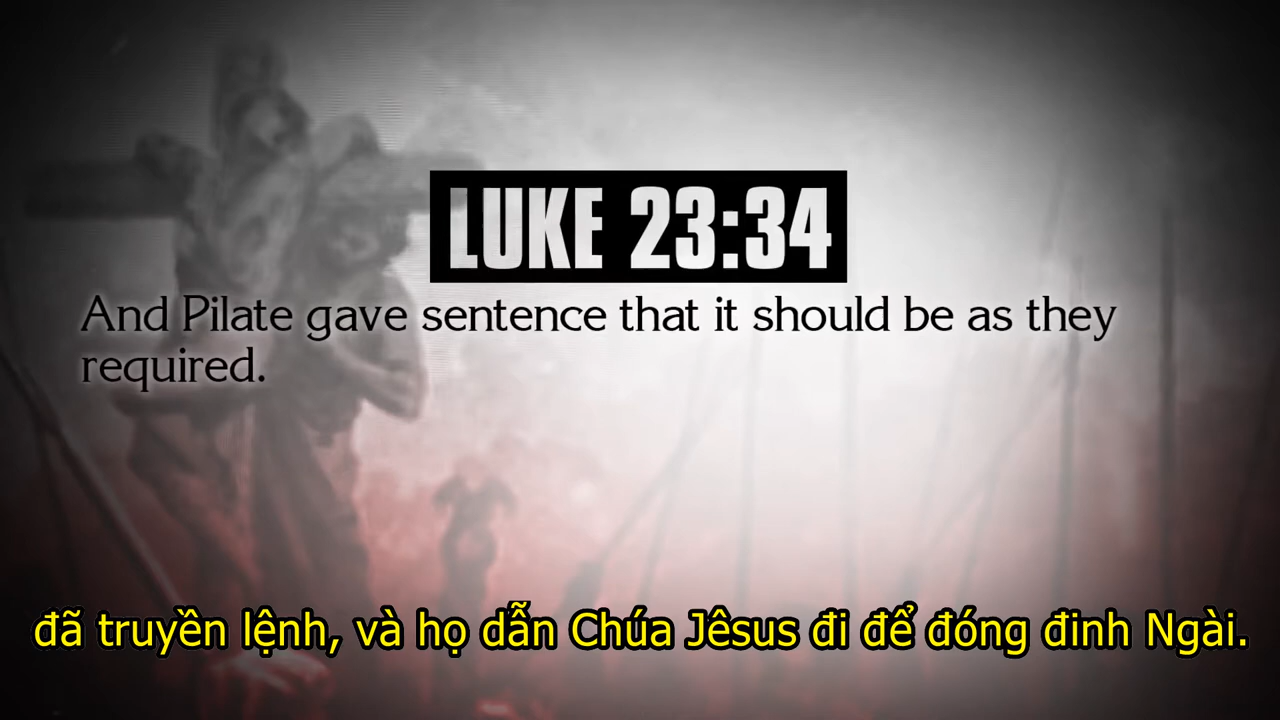 LUKE 23:34
And Pilate gave sentence that it should be as they
required.
đã truyền lệnh, và họ dẫn Chúa Jêsus đi để đóng đinh Ngài.